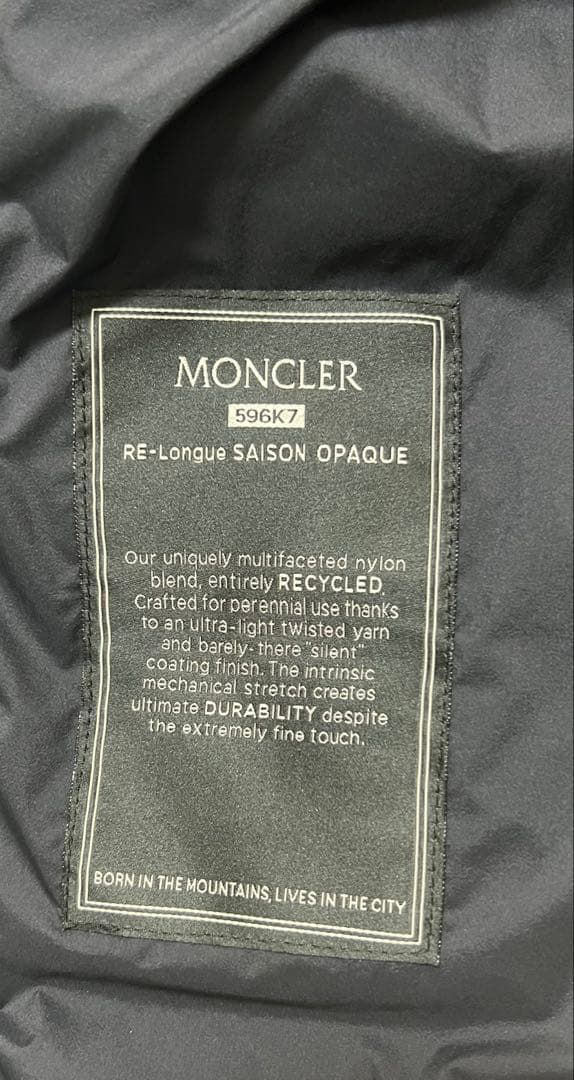 MONCLER
596K7
RE-Longue SAISON OPAQUE
Our uniquely multifaceted nylon
blend, entirely RECYCLED.
Crafted for perennial use thanks
to an ultra-light twisted yarn
and barely-there "silent"
coating finish. The intrinsic
mechanical stretch creates
ultimate DURABILITY despite
the extremely fine touch.
BORN IN THE MOUNTAINS, LIVES IN THE CITY